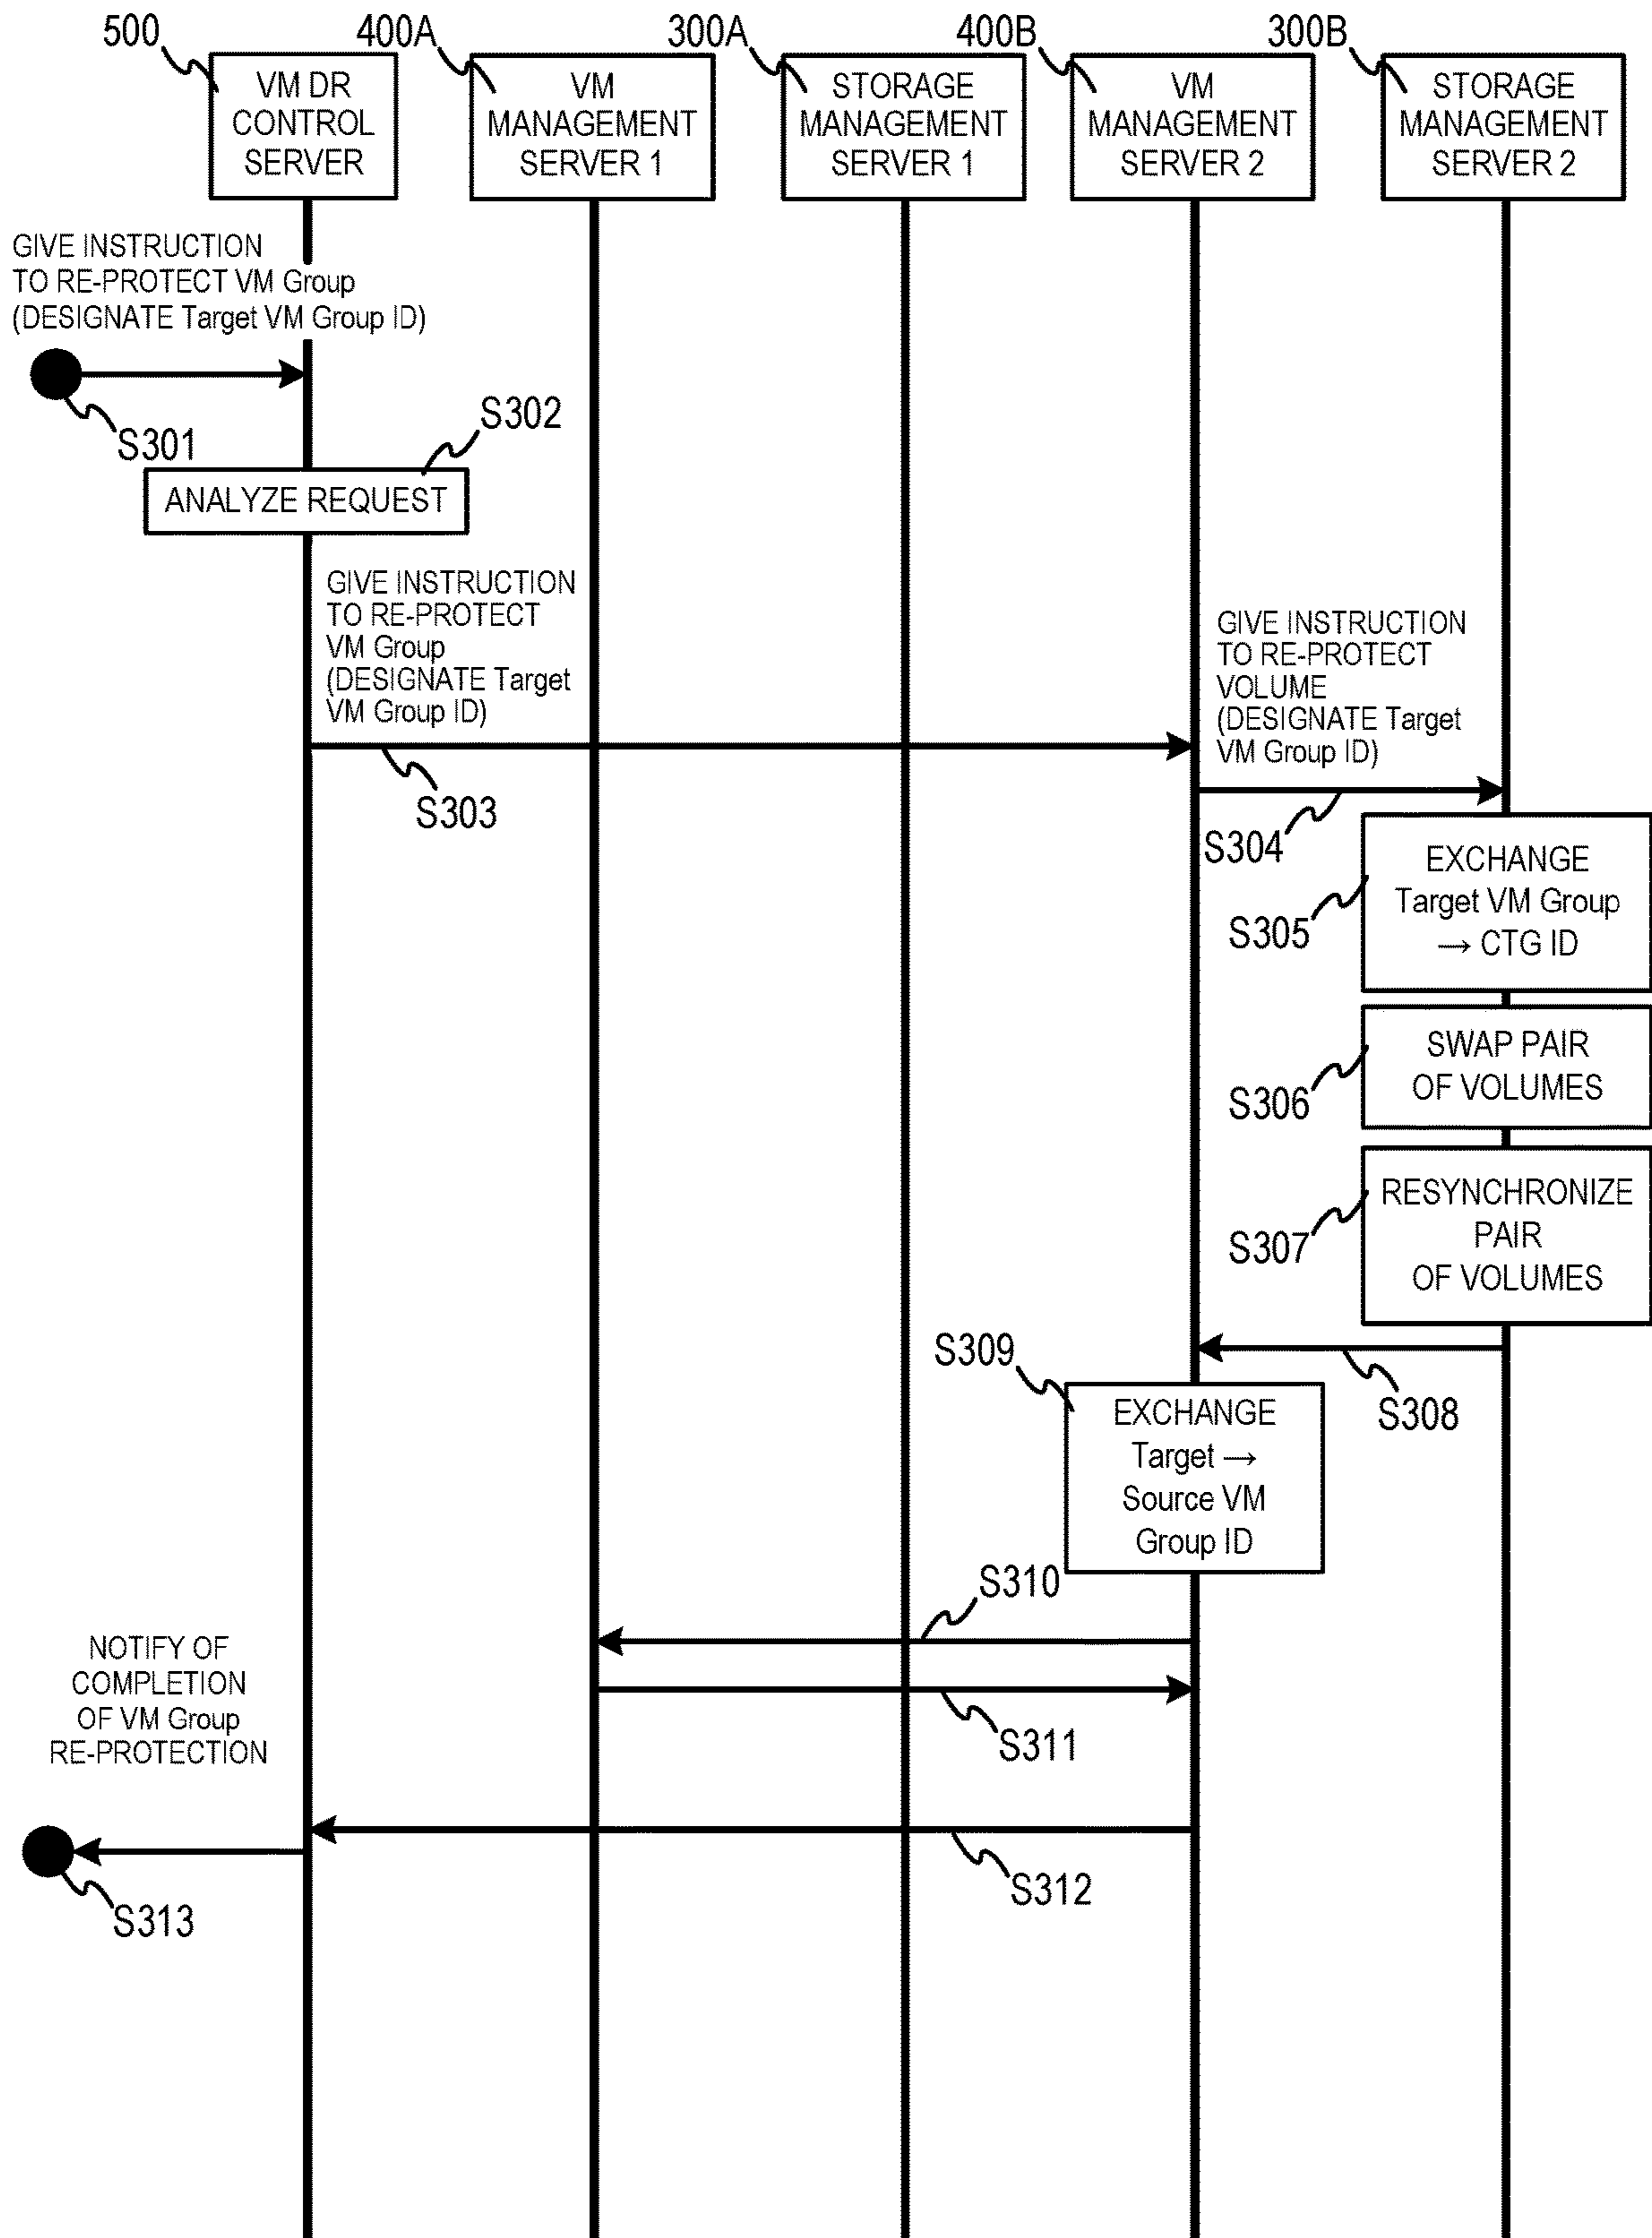 500
400A
300A
400B
300B
VM DR
CONTROL
SERVER
VM
MANAGEMENT
SERVER 1
STORAGE
MANAGEMENT
SERVER 1
VM
MANAGEMENT
SERVER 2
STORAGE
MANAGEMENT
SERVER 2
GIVE INSTRUCTION
TO RE-PROTECT VM Group
(DESIGNATE Target VM Group ID)
S301
S302
ANALYZE REQUEST
GIVE INSTRUCTION
TO RE-PROTECT
VM Group
(DESIGNATE Target
VM Group ID)
S303
GIVE INSTRUCTION
TO RE-PROTECT
VOLUME
(DESIGNATE Target
VM Group ID)
S304
EXCHANGE
Target VM Group
→ CTG ID
S305
SWAP PAIR
OF VOLUMES
S306
RESYNCHRONIZE
PAIR
OF VOLUMES
S307
S308
S309
EXCHANGE
Target →
Source VM
Group ID
S310
S311
NOTIFY OF
COMPLETION
OF VM Group
RE-PROTECTION
S312
S313